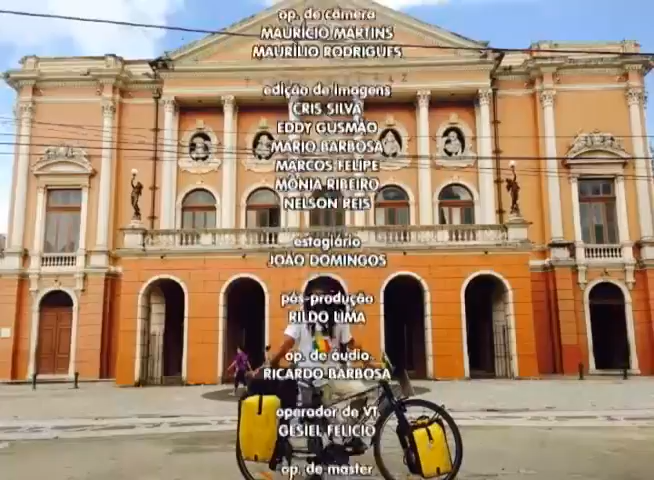 op. de câmera
MAURÍCIO MARTINS
MAURÍLIO RODRIGUES
edição de imagens
CRIS SILVA
EDDY GUSMÃO
MÁRIO BARBOSA
MARCOS FELIPE
MÔNIA RIBEIRO
NELSON REIS
estagiário
JOÃO DOMINGOS
pós-produção
RILDO LIMA
op. de áudio
RICARDO BARBOSA
operador de VT
GESIEL FELICIO
op. de master